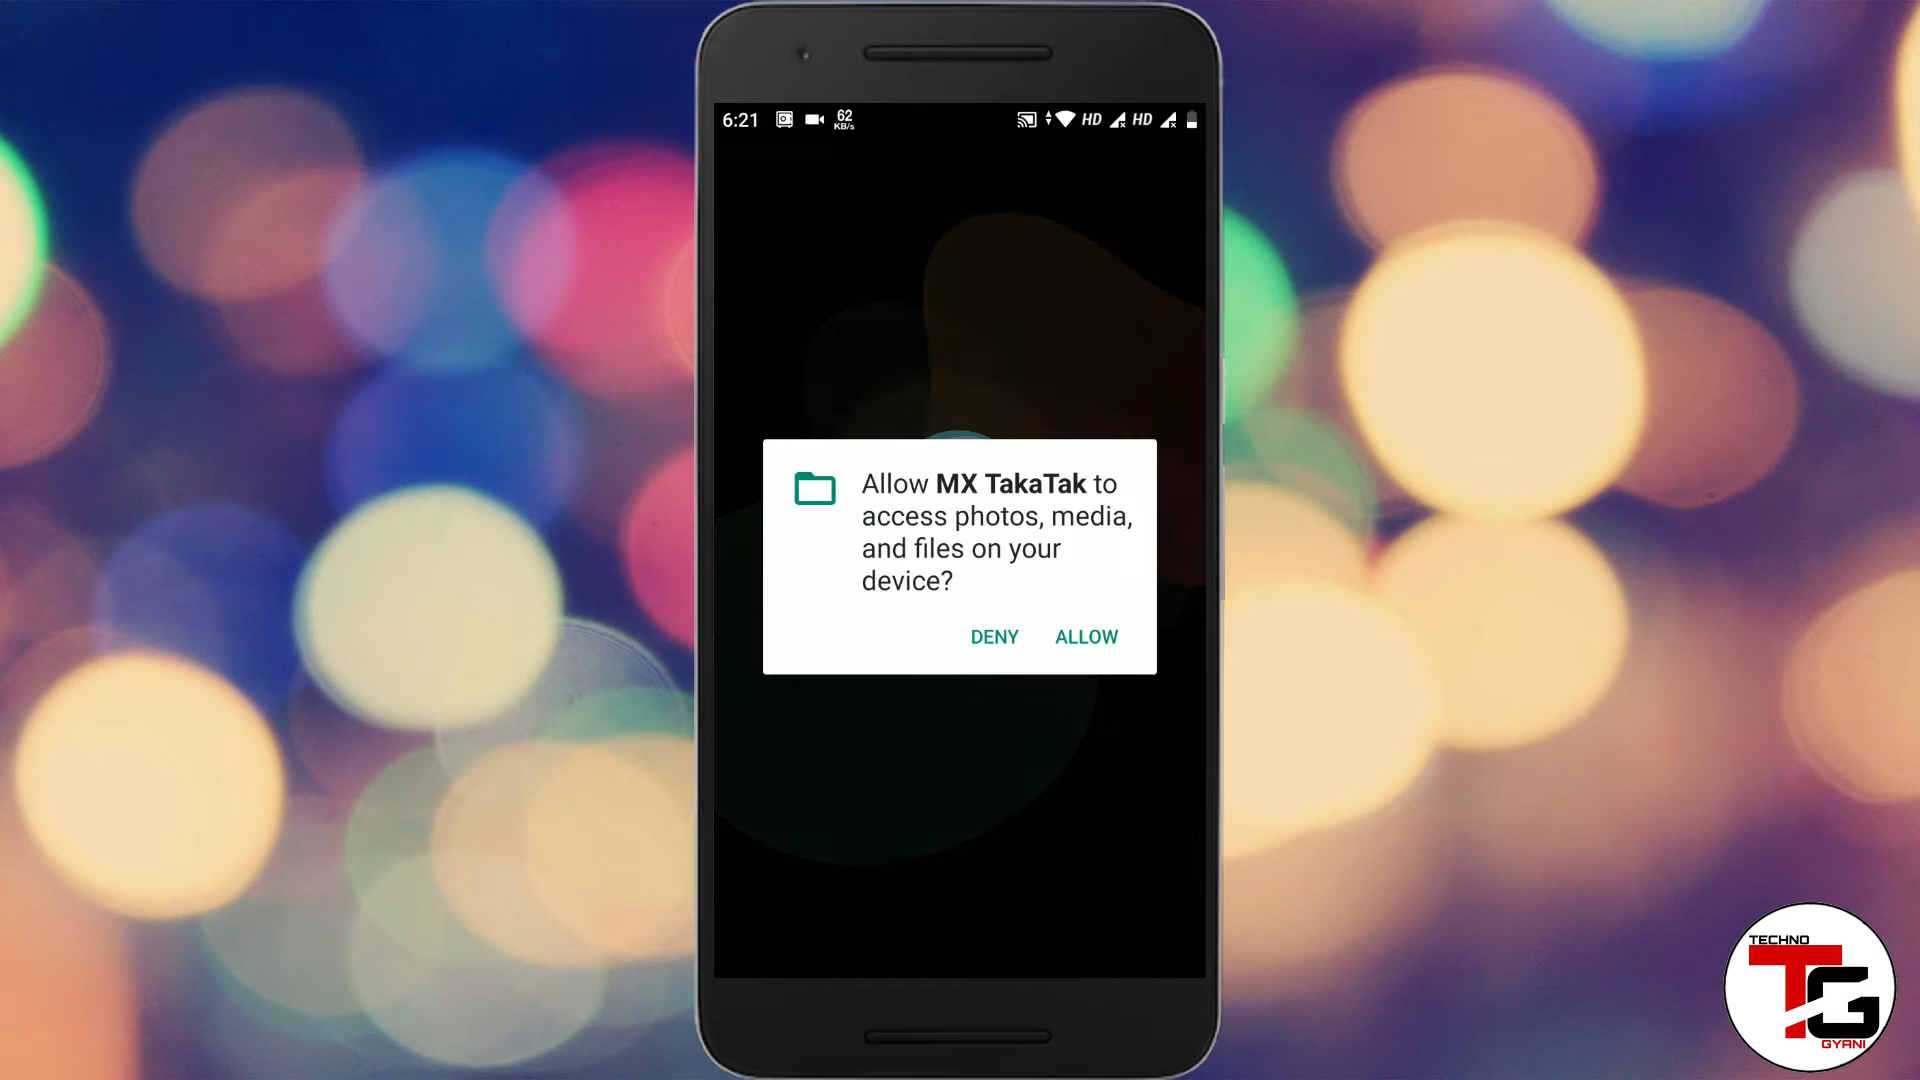 6:21 62 KB/s HD HD
Allow MX TakaTak to
access photos, media,
and files on your
device?
DENY ALLOW
TECHNO
TG
GYANI